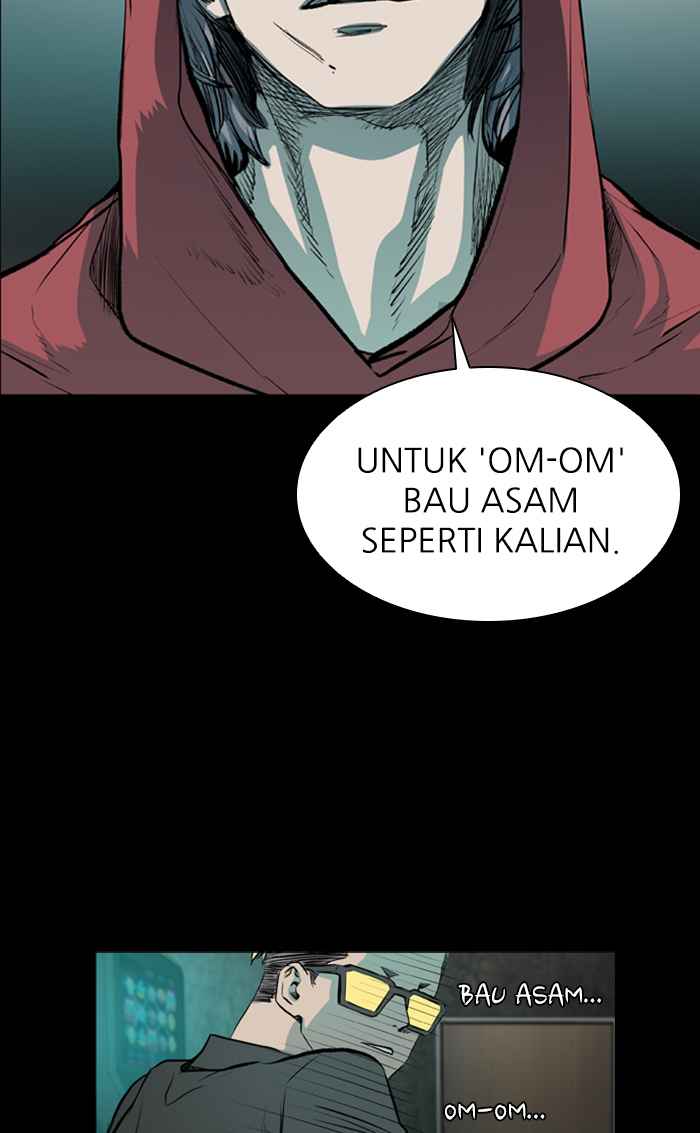 UNTUK 'OM-OM'
BAU ASAM
SEPERTI KALIAN.
BAU ASAM...
OM-OM...